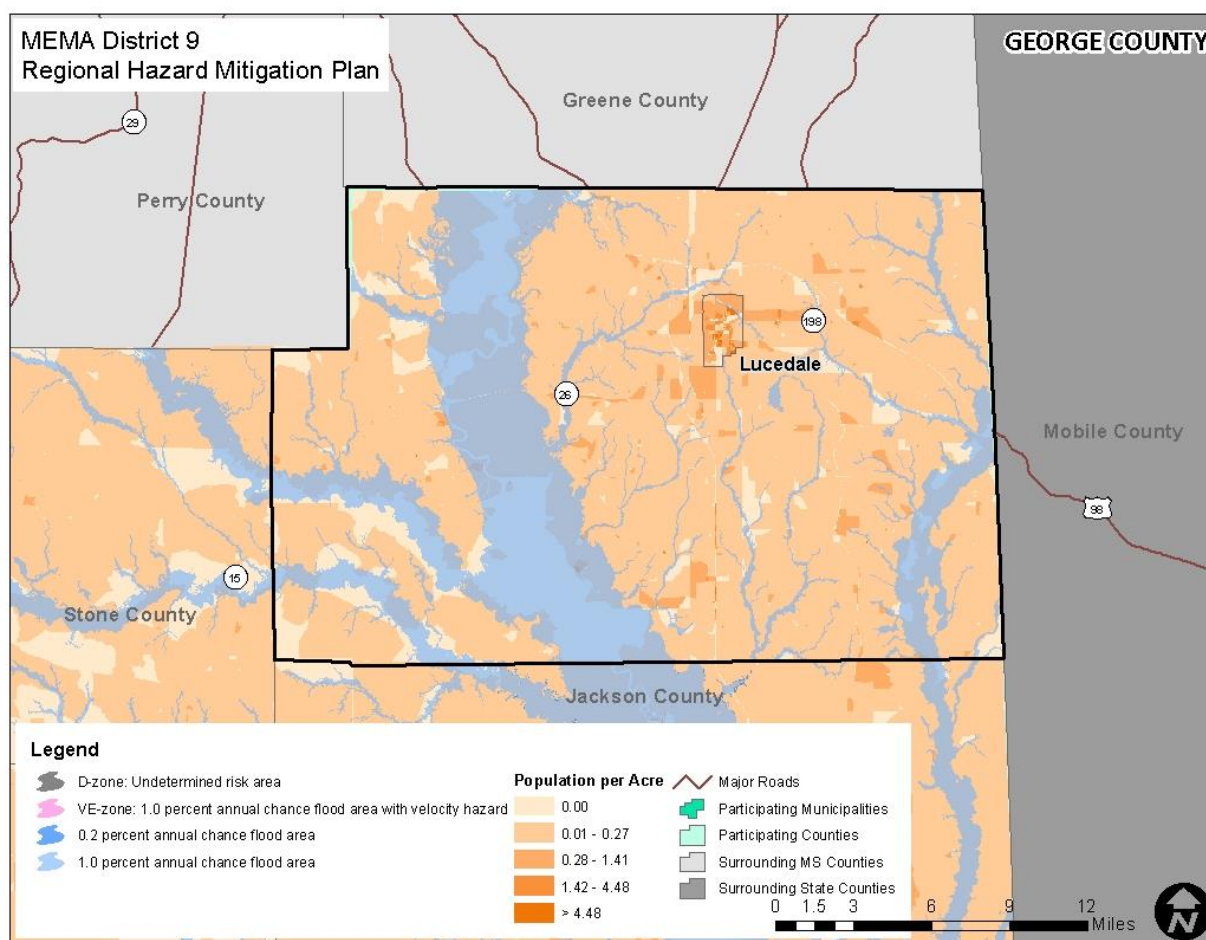 MEMA District 9
Regional Hazard Mitigation Plan
GEORGE COUNTY
Greene County
29
Perry County
198
Lucedale
26
Mobile County
98
15
Stone County
Jackson County
Legend
D-zone: Undetermined risk area
VE-zone: 1.0 percent annual chance flood area with velocity hazard
0.2 percent annual chance flood area
1.0 percent annual chance flood area
Population per Acre
0.00
0.01 - 0.27
0.28 - 1.41
1.42 - 4.48
> 4.48
Major Roads
Participating Municipalities
Participating Counties
Surrounding MS Counties
Surrounding State Counties
0 1.5 3 6 9 12
Miles
N